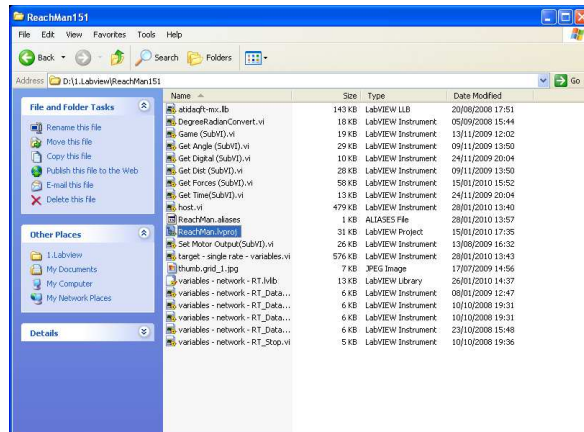 ReachMan151
File Edit View Favorites Tools Help
Back Search Folders
Address D:\1.Labview\ReachMan151 Go
File and Folder Tasks
Rename this file
Move this file
Copy this file
Publish this file to the Web
E-mail this file
Delete this file
Other Places
1.Labview
My Documents
My Computer
My Network Places
Details
Name Size Type Date Modified
atidaqft-mx.llb 143 KB LabVIEW LLB 20/08/2008 17:51
DegreeRadianConvert.vi 18 KB LabVIEW Instrument 05/09/2008 15:44
Game (SubVI).vi 19 KB LabVIEW Instrument 13/11/2009 12:02
Get Angle (SubVI).vi 29 KB LabVIEW Instrument 09/11/2009 13:50
Get Digital (SubVI).vi 10 KB LabVIEW Instrument 24/11/2009 20:04
Get Dist (SubVI).vi 28 KB LabVIEW Instrument 09/11/2009 13:50
Get Forces (SubVI).vi 58 KB LabVIEW Instrument 15/01/2010 15:52
Get Time(SubVI).vi 13 KB LabVIEW Instrument 24/11/2009 20:04
host.vi 479 KB LabVIEW Instrument 28/01/2010 13:40
ReachMan.aliases 1 KB ALIASES File 28/01/2010 13:57
ReachMan.lvproj 31 KB LabVIEW Project 15/01/2010 17:35
Set Motor Output(SubVI).vi 26 KB LabVIEW Instrument 13/08/2009 16:32
target - single rate - variables.vi 576 KB LabVIEW Instrument 28/01/2010 13:43
thumb.grid_1.jpg 7 KB JPEG Image 17/07/2009 14:56
variables - network - RT.lvlib 13 KB LabVIEW Library 26/01/2010 14:37
variables - network - RT_Data... 6 KB LabVIEW Instrument 08/01/2009 12:47
variables - network - RT_Data... 6 KB LabVIEW Instrument 10/10/2008 19:31
variables - network - RT_Data... 6 KB LabVIEW Instrument 10/10/2008 19:31
variables - network - RT_Data... 6 KB LabVIEW Instrument 23/10/2008 15:48
variables - network - RT_Stop.vi 5 KB LabVIEW Instrument 10/10/2008 19:36